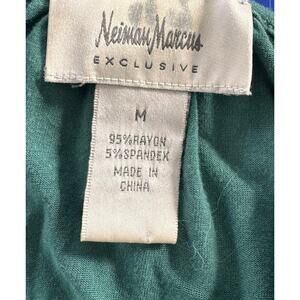 Neiman Marcus
EXCLUSIVE
M
95% RAYON
5% SPANDEX
MADE IN
CHINA